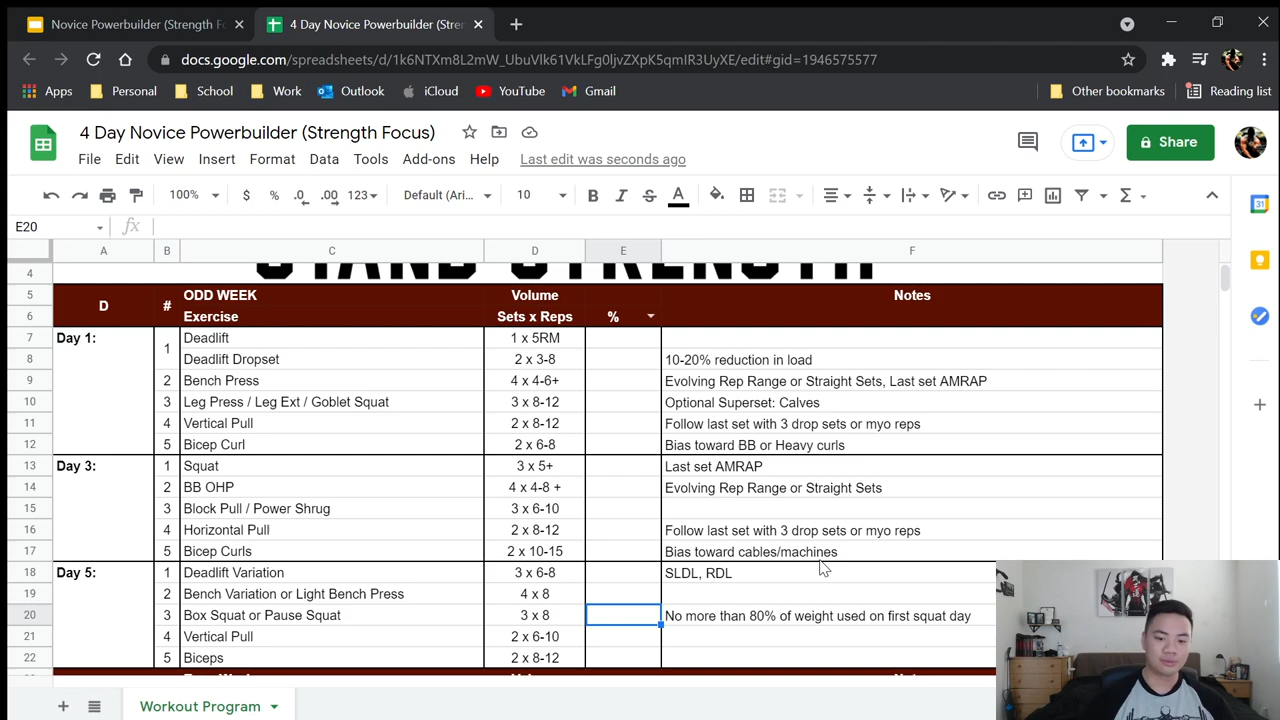 Novice Powerbuilder (Strength F
4 Day Novice Powerbuilder (Stren
docs.google.com/spreadsheets/d/1k6NTXm8L2mW_UbuVlk61VkLFg0ljvZXpK5qmIR3UyXE/edit#gid=1946575577
Apps Personal School Work Outlook iCloud YouTube Gmail Other bookmarks Reading list
4 Day Novice Powerbuilder (Strength Focus)
File Edit View Insert Format Data Tools Add-ons Help Last edit was seconds ago
Share
100% $ % .0 .00 123 Default (Ari... 10 B I S A Σ
31
E20 fx
A B C D E F
4 STAND STRENGTH
5 ODD WEEK Volume Notes
D #
6 Exercise Sets x Reps %
7 Day 1: 1 Deadlift 1 x 5RM
8 Deadlift Dropset 2 x 3-8 10-20% reduction in load
9 2 Bench Press 4 x 4-6+ Evolving Rep Range or Straight Sets, Last set AMRAP
10 3 Leg Press / Leg Ext / Goblet Squat 3 x 8-12 Optional Superset: Calves
11 4 Vertical Pull 2 x 8-12 Follow last set with 3 drop sets or myo reps
12 5 Bicep Curl 2 x 6-8 Bias toward BB or Heavy curls
13 Day 3: 1 Squat 3 x 5+ Last set AMRAP
14 2 BB OHP 4 x 4-8 + Evolving Rep Range or Straight Sets
15 3 Block Pull / Power Shrug 3 x 6-10
16 4 Horizontal Pull 2 x 8-12 Follow last set with 3 drop sets or myo reps
17 5 Bicep Curls 2 x 10-15 Bias toward cables/machines
18 Day 5: 1 Deadlift Variation 3 x 6-8 SLDL, RDL
19 2 Bench Variation or Light Bench Press 4 x 8
20 3 Box Squat or Pause Squat 3 x 8 No more than 80% of weight used on first squat day
21 4 Vertical Pull 2 x 6-10
22 5 Biceps 2 x 8-12
Workout Program